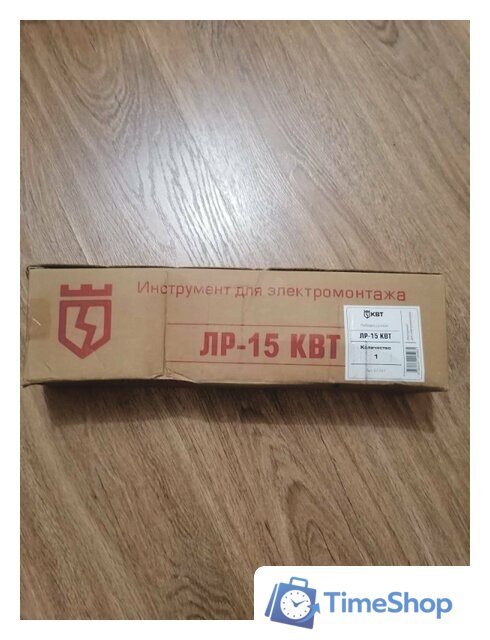 Инструмент для электромонтажа
ЛР-15 КВТ
КВТ
ЛР-15 КВТ
Количество
1
TimeShop